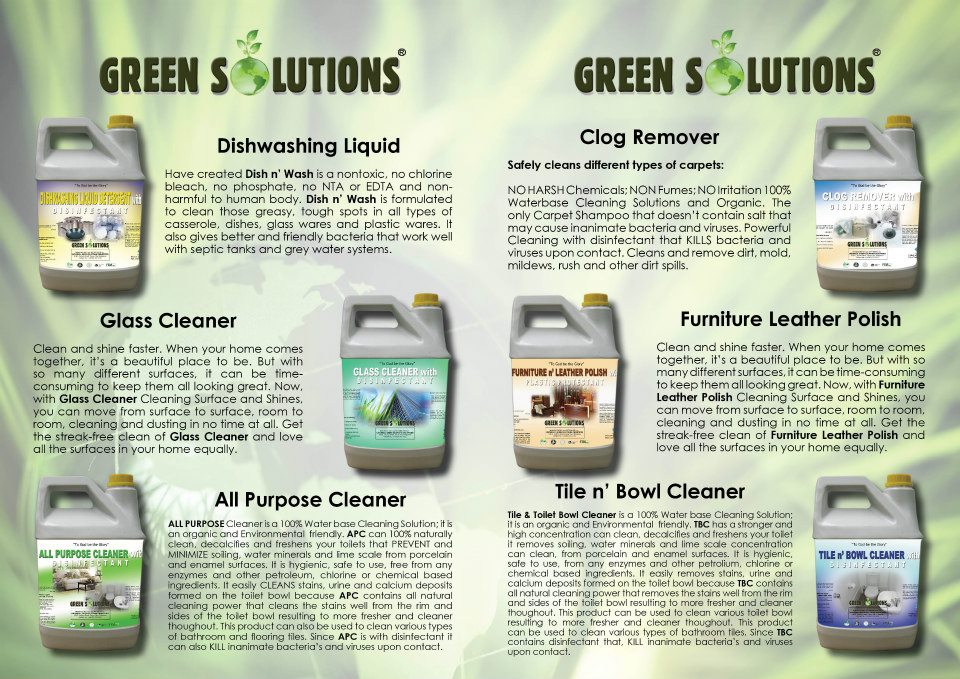 GREEN SOLUTIONS®
Dishwashing Liquid
Have created Dish n' Wash is a nontoxic, no chlorine
bleach, no phosphate, no NTA or EDTA and non-
harmful to human body. Dish n' Wash is formulated
to clean those greasy, tough spots in all types of
casserole, dishes, glass wares and plastic wares. It
also gives better and friendly bacteria that work well
with septic tanks and grey water systems.
"To God be the Glory"
DISHWASHING LIQUID DETERGENT with
DISINFECTANT
GREEN SOLUTIONS
Glass Cleaner
Clean and shine faster. When your home comes
together, it's a beautiful place to be. But with
so many different surfaces, it can be time-
consuming to keep them all looking great. Now,
with Glass Cleaner Cleaning Surface and Shines,
you can move from surface to surface, room to
room, cleaning and dusting in no time at all. Get
the streak-free clean of Glass Cleaner and love
all the surfaces in your home equally.
"To God be the Glory"
GLASS CLEANER with
DISINFECTANT
GREEN SOLUTIONS
All Purpose Cleaner
ALL PURPOSE Cleaner is a 100% Water base Cleaning Solution; it is
an organic and Environmental friendly. APC can 100% naturally
clean, decalcifies and freshens your toilets that PREVENT and
MINIMIZE soiling, water minerals and lime scale from porcelain
and enamel surfaces. It is hygienic, safe to use, free from any
enzymes and other petroleum, chlorine or chemical based
ingredients. It easily CLEANS stains, urine and calcium deposits
formed on the toilet bowl because APC contains all natural
cleaning power that cleans the stains well from the rim and
sides of the toilet bowl resulting to more fresher and cleaner
thoughout. This product can also be used to clean various types
of bathroom and flooring tiles. Since APC is with disinfectant it
can also KILL inanimate bacteria's and viruses upon contact.
"To God be the Glory"
ALL PURPOSE CLEANER with
DISINFECTANT
GREEN SOLUTIONS
GREEN SOLUTIONS®
Clog Remover
Safely cleans different types of carpets:
NO HARSH Chemicals; NON Fumes; NO Irritation 100%
Waterbase Cleaning Solutions and Organic. The
only Carpet Shampoo that doesn't contain salt that
may cause inanimate bacteria and viruses. Powerful
Cleaning with disinfectant that KILLS bacteria and
viruses upon contact. Cleans and remove dirt, mold,
mildews, rush and other dirt spills.
"To God be the Glory"
CLOG REMOVER with
DISINFECTANT
GREEN SOLUTIONS
Furniture Leather Polish
Clean and shine faster. When your home comes
together, it's a beautiful place to be. But with so
many different surfaces, it can be time-consuming
to keep them all looking great. Now, with Furniture
Leather Polish Cleaning Surface and Shines, you
can move from surface to surface, room to room,
cleaning and dusting in no time at all. Get the
streak-free clean of Furniture Leather Polish and
love all the surfaces in your home equally.
"To God be the Glory"
FURNITURE n' LEATHER POLISH wi
PLASTIC PROTECTANT
GREEN SOLUTIONS
Tile n' Bowl Cleaner
Tile & Toilet Bowl Cleaner is a 100% Water base Cleaning Solution;
it is an organic and Environmental friendly. TBC has a stronger and
high concentration can clean, decalcifies and freshens your toilet
it removes soiling, water minerals and lime scale concentration
can clean, from porcelain and enamel surfaces. It is hygienic,
safe to use, from any enzymes and other petrolium, chlorine or
chemical based ingredients. It easily removes stains, urine and
calcium deposits formed on the toilet bowl because TBC contains
all natural cleaning power that removes the stains well from the rim
and sides of the toilet bowl resulting to more fresher and cleaner
thoughout. This product can be used to clean various toilet bowl
resulting to more fresher and cleaner thoughout. This product
can be used to clean various types of bathroom tiles. Since TBC
contains disinfectant that, KILL inanimate bacteria's and viruses
upon contact.
"To God be the Glory"
TILE n' BOWL CLEANER with
DISINFECTANT
GREEN SOLUTIONS